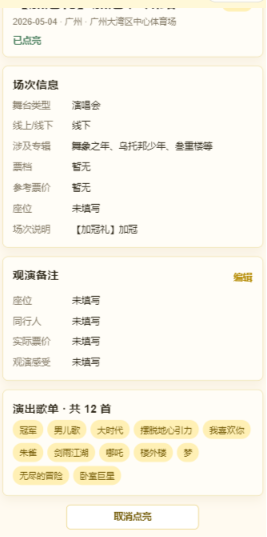 2026-05-04 · 广州 · 广州大湾区中心体育场
已点亮
场次信息
舞台类型 演唱会
线上/线下 线下
涉及专辑 舞象之年、乌托邦少年、叁重楼等
票档 暂无
参考票价 暂无
座位 未填写
场次说明 【加冠礼】加冠
观演备注 编辑
座位 未填写
同行人 未填写
实际票价 未填写
观演感受 未填写
演出歌单 · 共 12 首
冠军 男儿歌 大时代 摆脱地心引力 我喜欢你
朱雀 剑雨江湖 哪吒 楼外楼 梦
无尽的冒险 卧室巨星
取消点亮